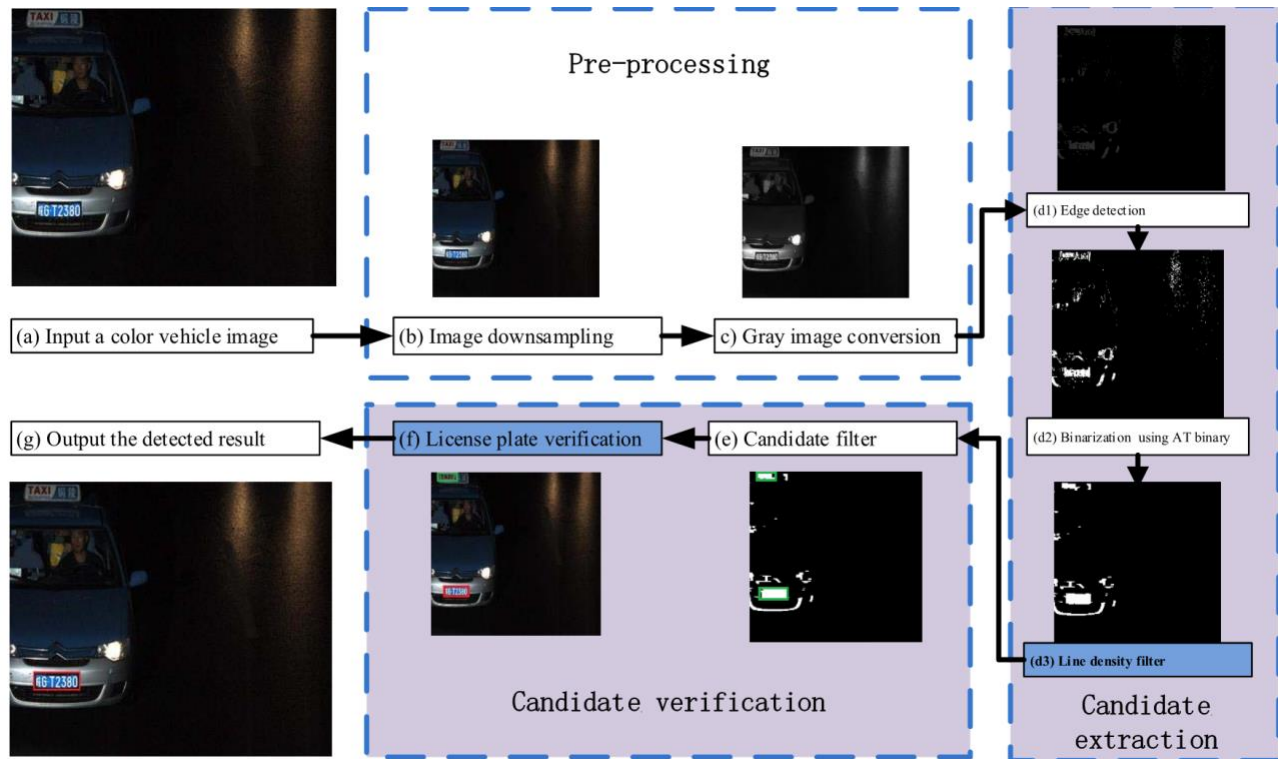 TAXI
G·T2380
Pre-processing
(a) Input a color vehicle image
(b) Image downsampling
c) Gray image conversion
(d1) Edge detection
(d2) Binarization using AT binary
(d3) Line density filter
Candidate
extraction
(e) Candidate filter
(f) License plate verification
Candidate verification
(g) Output the detected result
TAXI
G·T2380